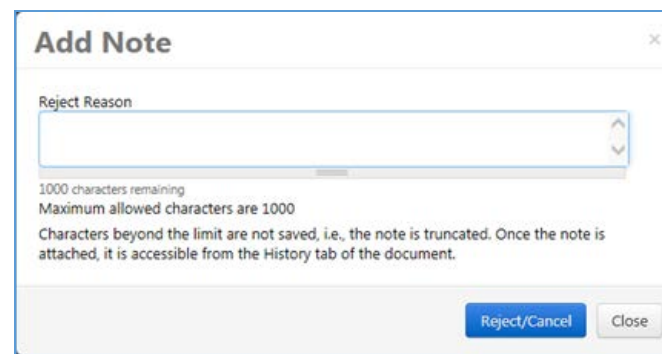 Add Note
×
Reject Reason
1000 characters remaining
Maximum allowed characters are 1000
Characters beyond the limit are not saved, i.e., the note is truncated. Once the note is
attached, it is accessible from the History tab of the document.
Reject/Cancel Close